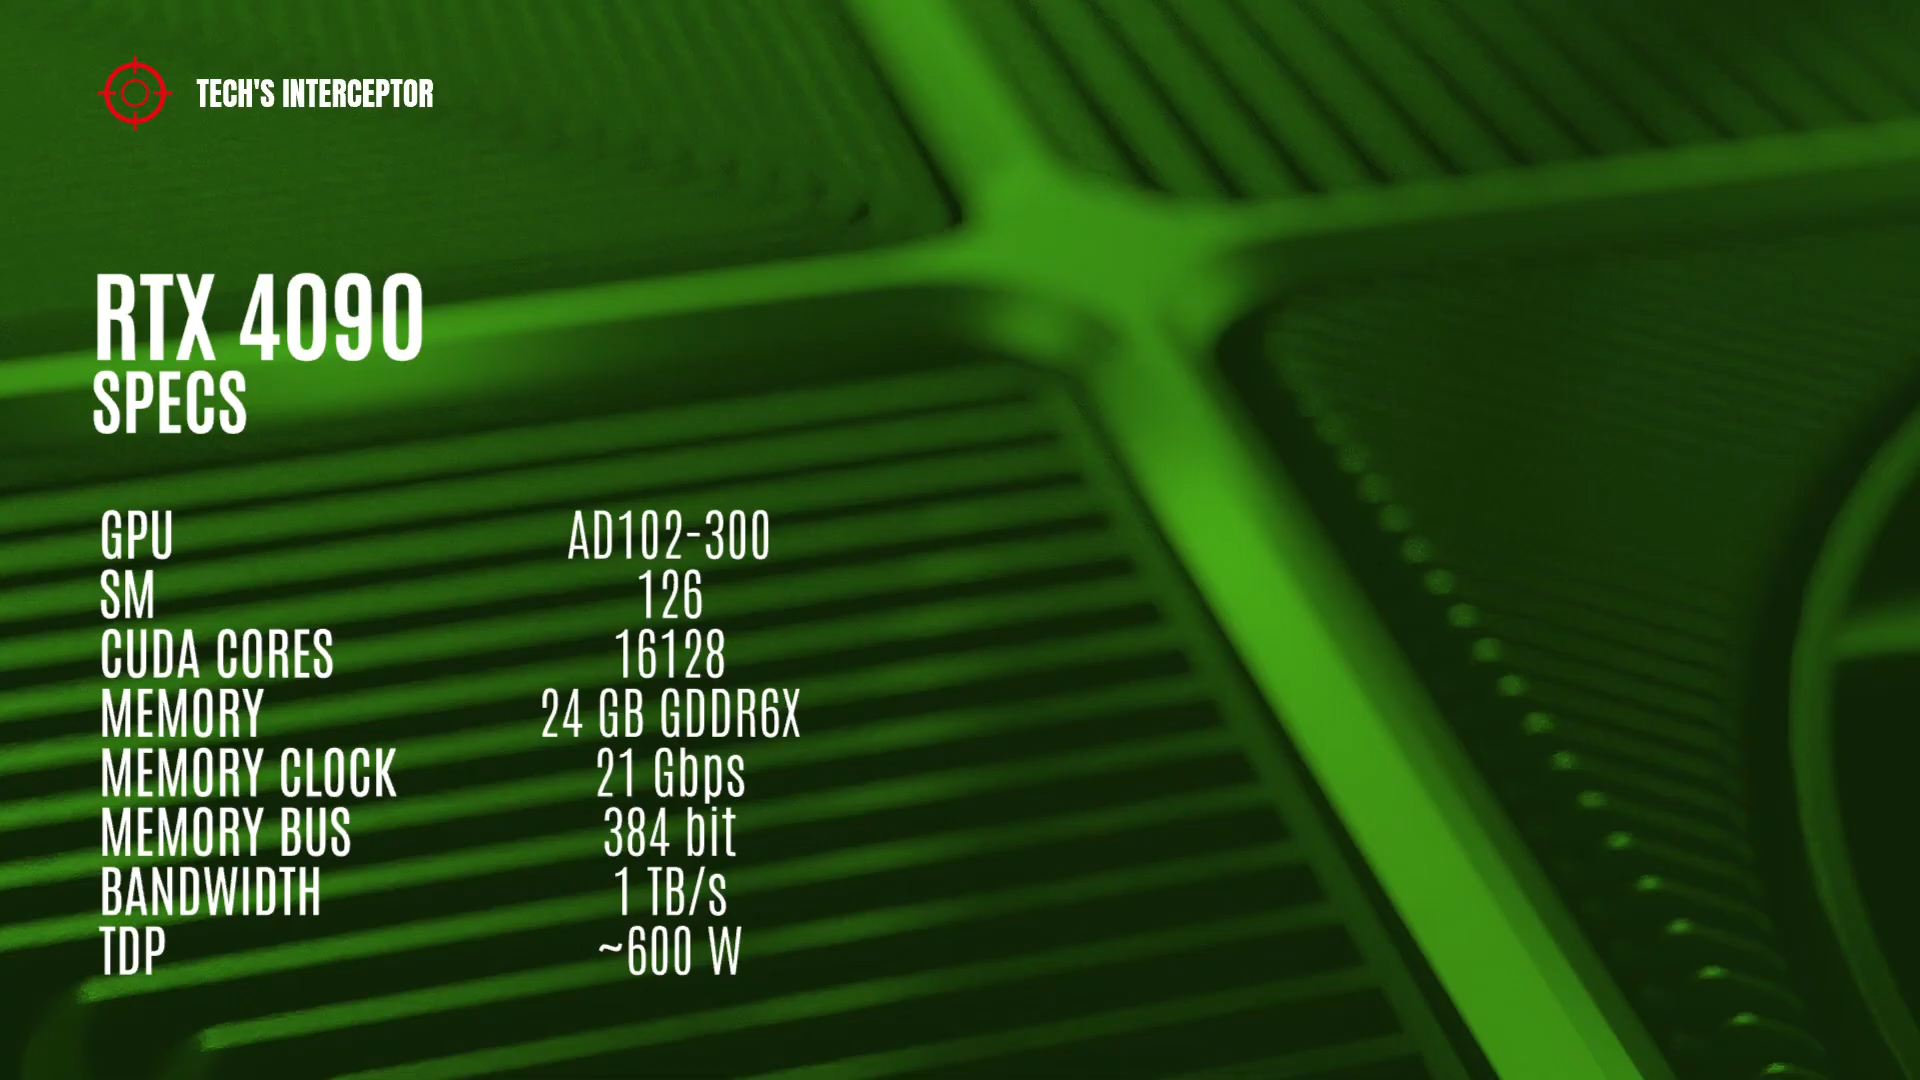 TECH'S INTERCEPTOR
RTX 4090
SPECS
GPU AD102-300
SM 126
CUDA CORES 16128
MEMORY 24 GB GDDR6X
MEMORY CLOCK 21 Gbps
MEMORY BUS 384 bit
BANDWIDTH 1 TB/s
TDP ~600 W